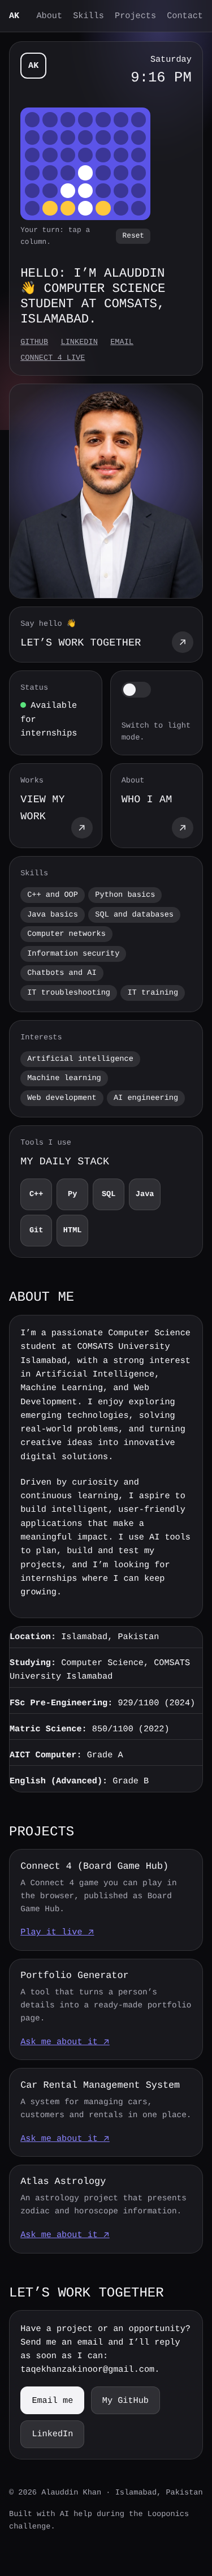 AK About Skills Projects Contact
AK
Saturday
9:16 PM
Your turn: tap a
column.
Reset
HELLO: I’M ALAUDDIN
👋 COMPUTER SCIENCE
STUDENT AT COMSATS,
ISLAMABAD.
GITHUB LINKEDIN EMAIL
CONNECT 4 LIVE
Say hello 👋
LET’S WORK TOGETHER
↗
Status
Available
for
internships
Switch to light
mode.
Works
VIEW MY
WORK
↗
About
WHO I AM
↗
Skills
C++ and OOP Python basics
Java basics SQL and databases
Computer networks
Information security
Chatbots and AI
IT troubleshooting IT training
Interests
Artificial intelligence
Machine learning
Web development AI engineering
Tools I use
MY DAILY STACK
C++ Py SQL Java
Git HTML
ABOUT ME
I’m a passionate Computer Science
student at COMSATS University
Islamabad, with a strong interest
in Artificial Intelligence,
Machine Learning, and Web
Development. I enjoy exploring
emerging technologies, solving
real-world problems, and turning
creative ideas into innovative
digital solutions.
Driven by curiosity and
continuous learning, I aspire to
build intelligent, user-friendly
applications that make a
meaningful impact. I use AI tools
to plan, build and test my
projects, and I’m looking for
internships where I can keep
growing.
Location: Islamabad, Pakistan
Studying: Computer Science, COMSATS
University Islamabad
FSc Pre-Engineering: 929/1100 (2024)
Matric Science: 850/1100 (2022)
AICT Computer: Grade A
English (Advanced): Grade B
PROJECTS
Connect 4 (Board Game Hub)
A Connect 4 game you can play in
the browser, published as Board
Game Hub.
Play it live ↗
Portfolio Generator
A tool that turns a person’s
details into a ready-made portfolio
page.
Ask me about it ↗
Car Rental Management System
A system for managing cars,
customers and rentals in one place.
Ask me about it ↗
Atlas Astrology
An astrology project that presents
zodiac and horoscope information.
Ask me about it ↗
LET’S WORK TOGETHER
Have a project or an opportunity?
Send me an email and I’ll reply
as soon as I can:
taqekhanzakinoor@gmail.com.
Email me My GitHub
LinkedIn
© 2026 Alauddin Khan · Islamabad, Pakistan
Built with AI help during the Looponics
challenge.